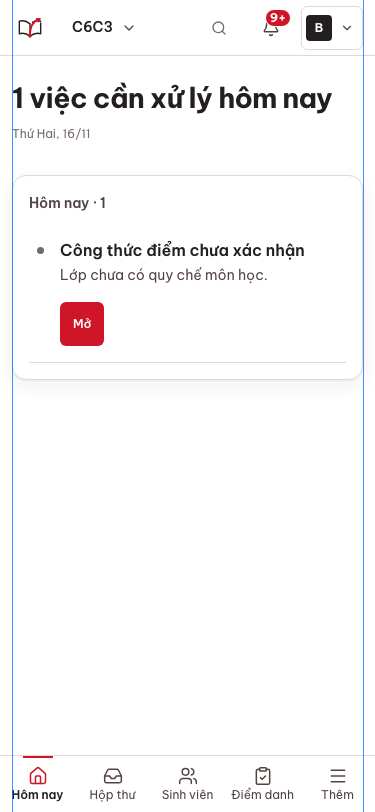 C6C3
9+
B
1 việc cần xử lý hôm nay
Thứ Hai, 16/11
Hôm nay · 1
Công thức điểm chưa xác nhận
Lớp chưa có quy chế môn học.
Mở
Hôm nay
Hộp thư
Sinh viên
Điểm danh
Thêm